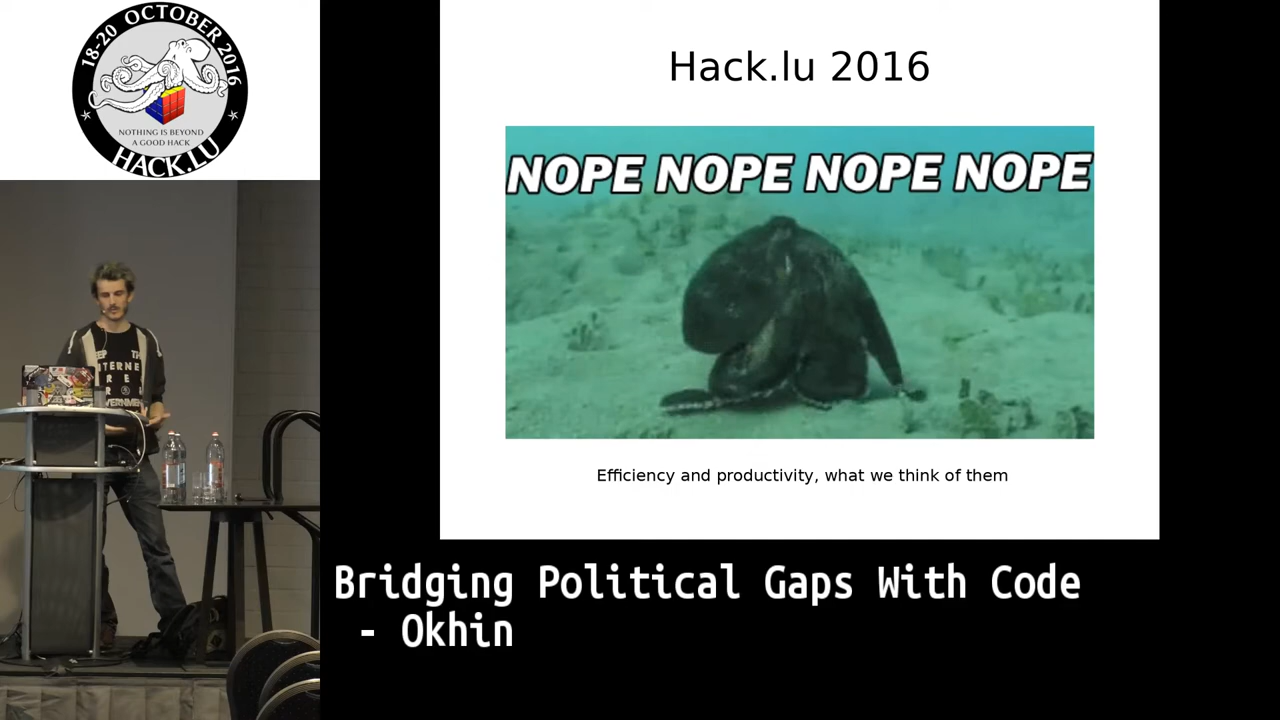 18-20 OCTOBER 2016
NOTHING IS BEYOND
A GOOD HACK
HACK.LU
Hack.lu 2016
NOPE NOPE NOPE NOPE
Efficiency and productivity, what we think of them
Bridging Political Gaps With Code
- Okhin